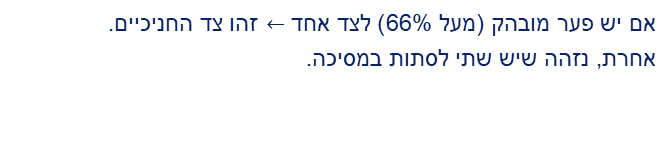 אם יש פער מובהק (מעל 66%) לצד אחד ← זהו צד החניכיים.
אחרת, נזהה שיש שתי לסתות במסיכה.